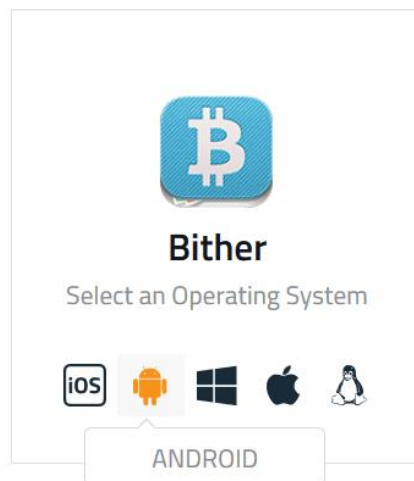 Bither
Select an Operating System
iOS
ANDROID